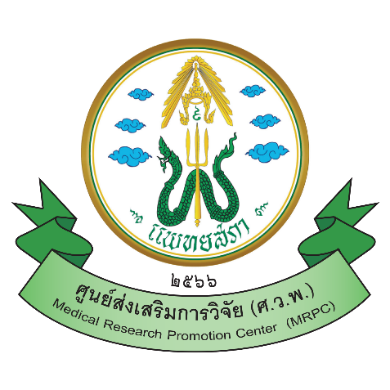 แพทยสภา
๒๕๖๖
ศูนย์ส่งเสริมการวิจัย (ศ.ว.พ.)
Medical Research Promotion Center (MRPC)